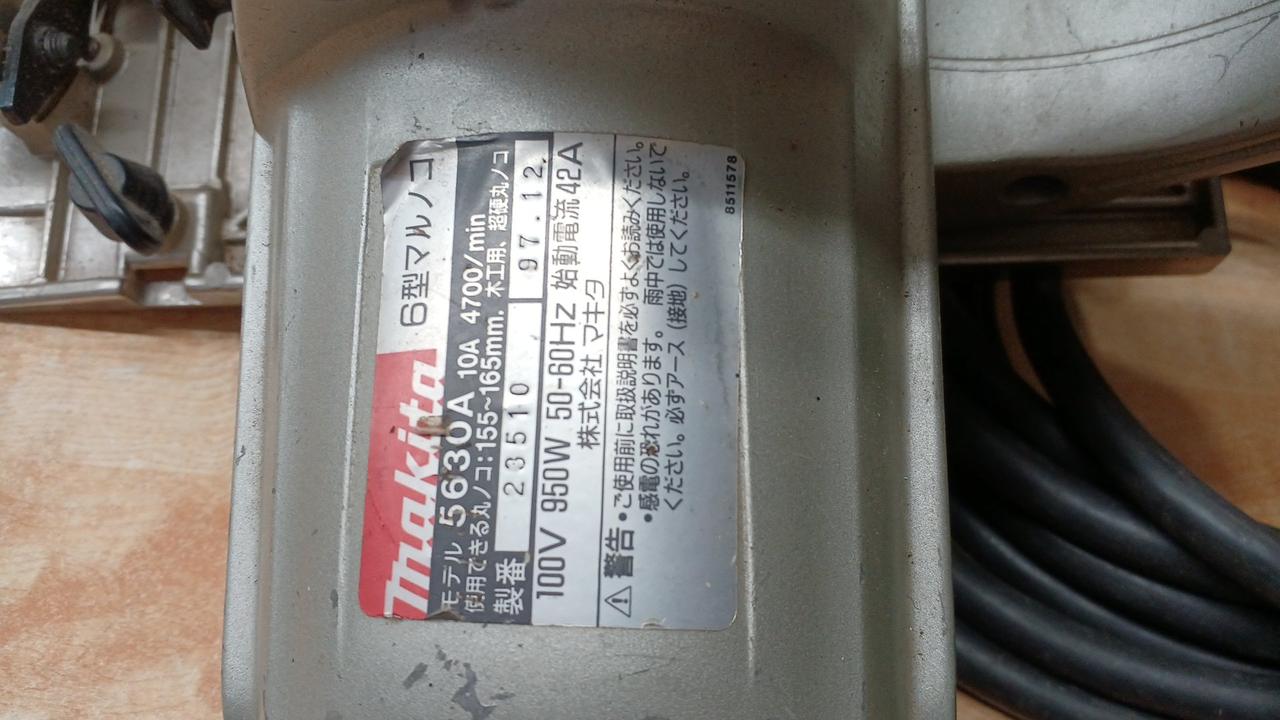 makita 6型マルノコ
モデル 5630A 10A 4700/min
使用できる丸ノコ:155~165mm. 木工用、超硬丸ノコ
製番 23510 97.12.
100V 950W 50-60Hz 始動電流42A
株式会社 マキタ
⚠警告 •ご使用前に取扱説明書を必ずよくお読みください。
•感電の恐れがあります。雨中では使用しないで
ください。必ずアース(接地)してください。
8511578